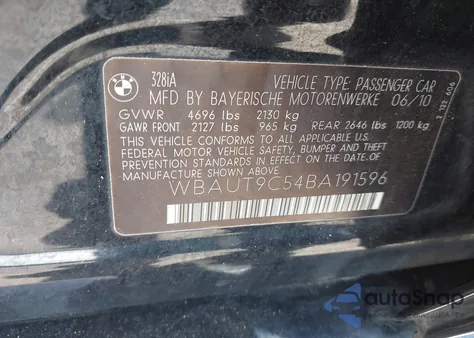 BMW
328iA
VEHICLE TYPE: PASSENGER CAR
MFD BY BAYERISCHE MOTORENWERKE 06/10
GVWR 4696 lbs 2130 kg
GAWR FRONT 2127 lbs 965 kg REAR 2646 lbs 1200 kg
THIS VEHICLE CONFORMS TO ALL APPLICABLE U.S.
FEDERAL MOTOR VEHICLE SAFETY, BUMPER, AND THEFT
PREVENTION STANDARDS IN EFFECT ON THE DATE OF
MANUFACTURE SHOWN ABOVE.
WBAUT9C54BA191596
autoSnap